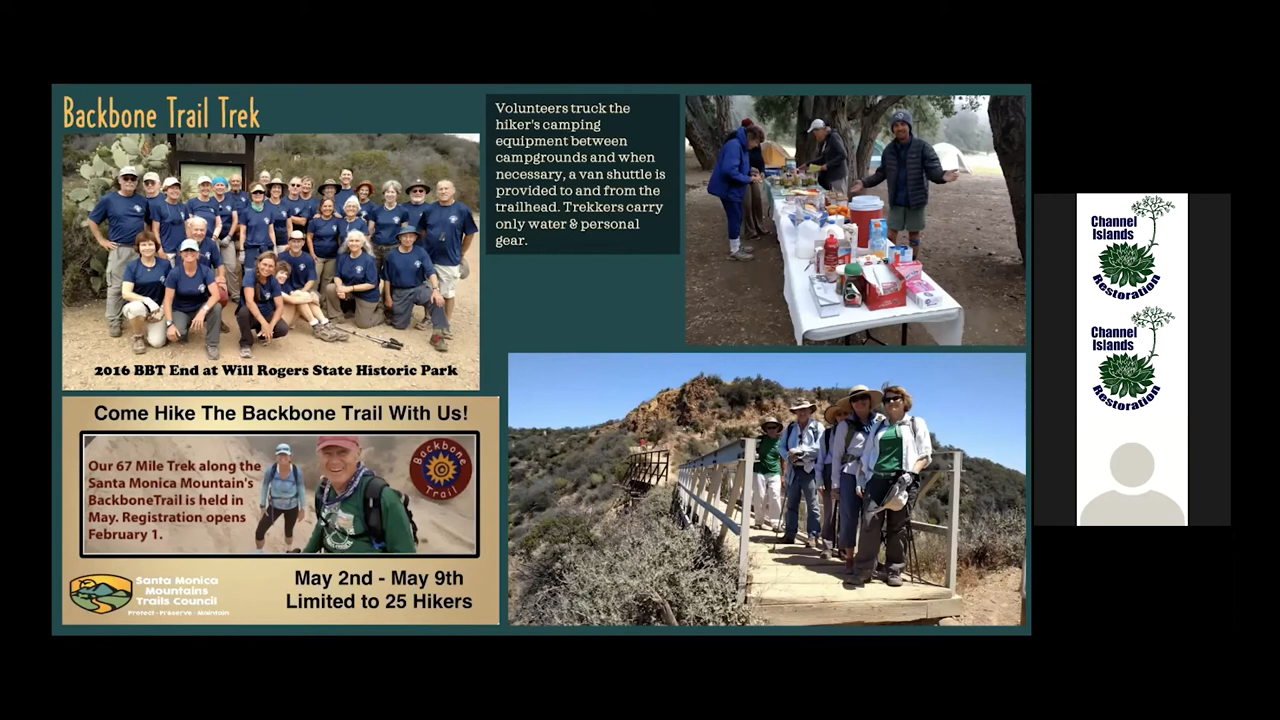 Backbone Trail Trek
Volunteers truck the
hiker's camping
equipment between
campgrounds and when
necessary, a van shuttle is
provided to and from the
trailhead. Trekkers carry
only water & personal
gear.
2016 BBT End at Will Rogers State Historic Park
Come Hike The Backbone Trail With Us!
Our 67 Mile Trek along the
Santa Monica Mountain's
BackboneTrail is held in
May. Registration opens
February 1.
Backbone
Trail
Santa Monica
Mountains
Trails Council
Protect - Preserve - Maintain
May 2nd - May 9th
Limited to 25 Hikers
Channel
Islands
Restoration
Channel
Islands
Restoration